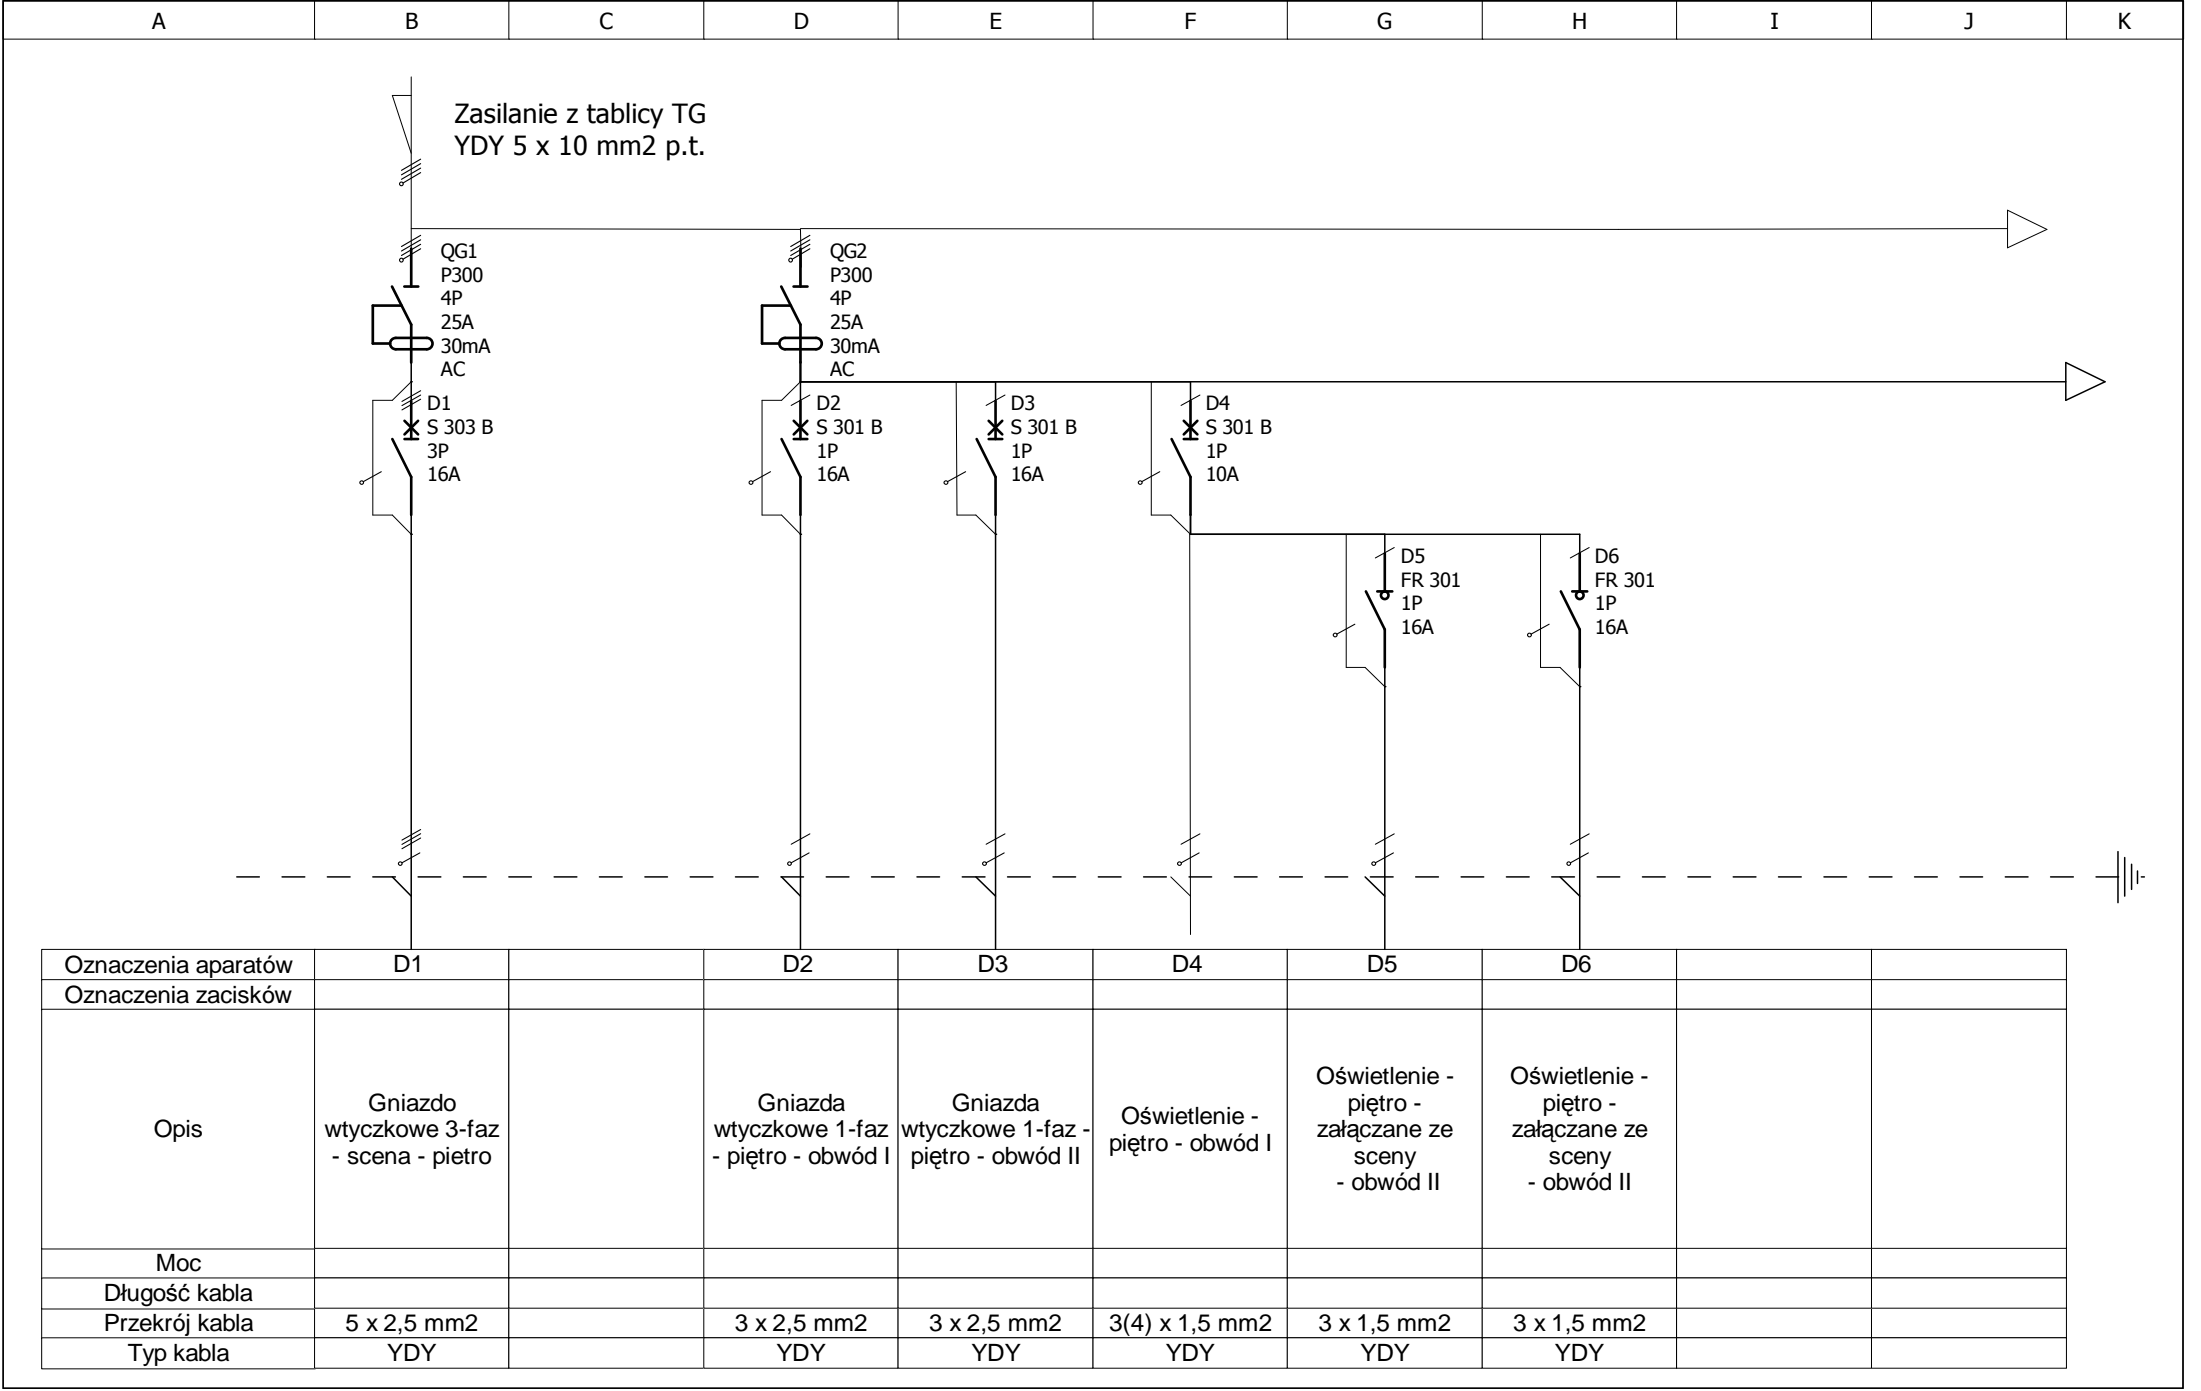 A B C D E F G H I J K
Zasilanie z tablicy TG
YDY 5 x 10 mm2 p.t.
QG1
P300
4P
25A
30mA
AC
QG2
P300
4P
25A
30mA
AC
D1
S 303 B
3P
16A
D2
S 301 B
1P
16A
D3
S 301 B
1P
16A
D4
S 301 B
1P
10A
D5
FR 301
1P
16A
D6
FR 301
1P
16A
Oznaczenia aparatów D1 D2 D3 D4 D5 D6
Oznaczenia zacisków
Opis
Gniazdo
wtyczkowe 3-faz
- scena - pietro
Gniazda
wtyczkowe 1-faz
- piętro - obwód I
Gniazda
wtyczkowe 1-faz -
piętro - obwód II
Oświetlenie -
piętro - obwód I
Oświetlenie -
piętro -
załączane ze
sceny
- obwód II
Oświetlenie -
piętro -
załączane ze
sceny
- obwód II
Moc
Długość kabla
Przekrój kabla 5 x 2,5 mm2 3 x 2,5 mm2 3 x 2,5 mm2 3(4) x 1,5 mm2 3 x 1,5 mm2 3 x 1,5 mm2
Typ kabla YDY YDY YDY YDY YDY YDY